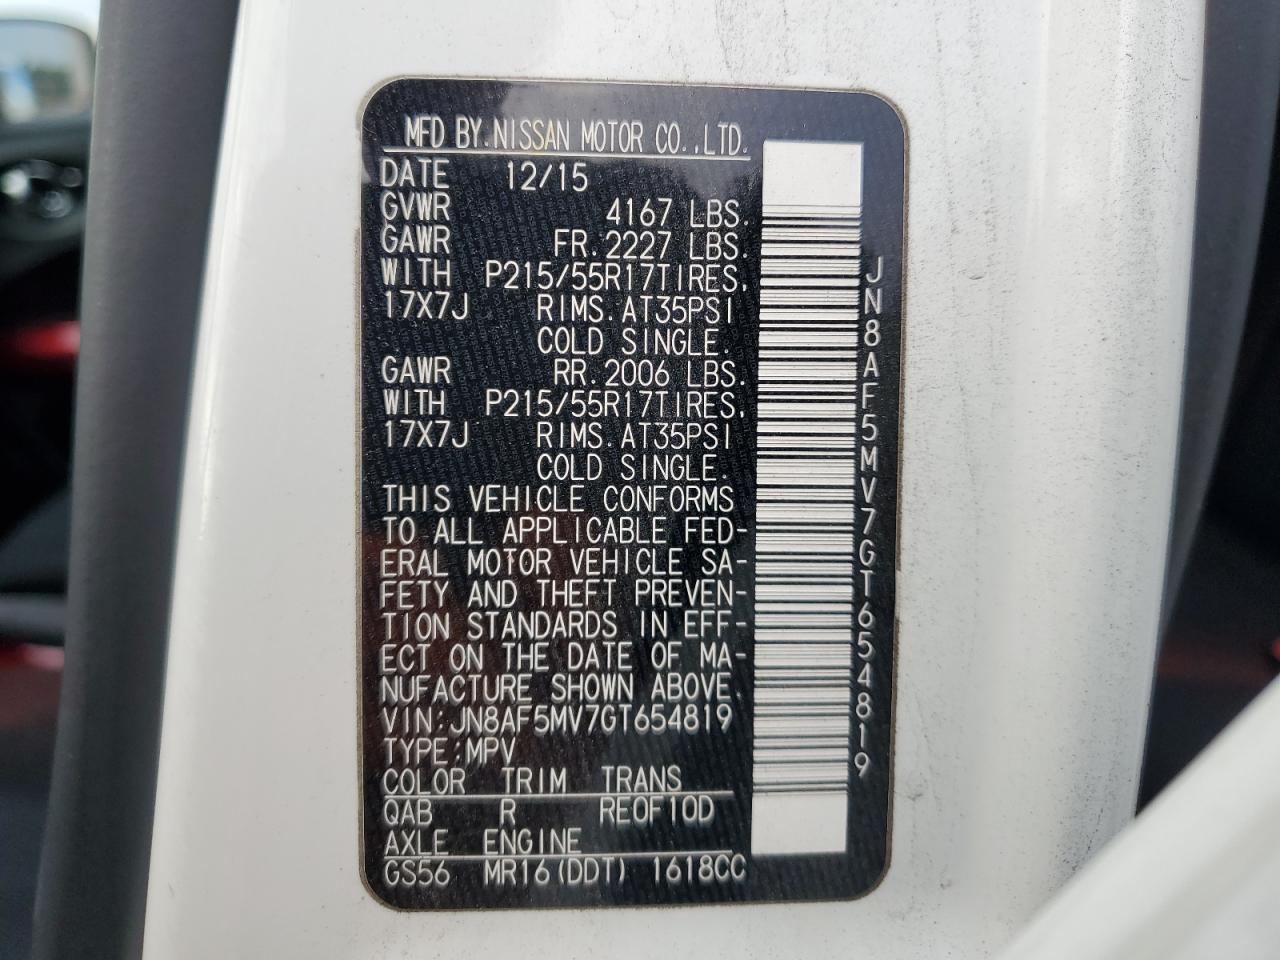 MFD BY.NISSAN MOTOR CO.,LTD.
DATE 12/15
GVWR 4167 LBS.
GAWR FR.2227 LBS.
WITH P215/55R17TIRES,
17X7J RIMS.AT35PSI
COLD SINGLE.
GAWR RR.2006 LBS.
WITH P215/55R17TIRES,
17X7J RIMS.AT35PSI
COLD SINGLE.
THIS VEHICLE CONFORMS
TO ALL APPLICABLE FED-
ERAL MOTOR VEHICLE SA-
FETY AND THEFT PREVEN-
TION STANDARDS IN EFF-
ECT ON THE DATE OF MA-
NUFACTURE SHOWN ABOVE.
VIN:JN8AF5MV7GT654819
TYPE:MPV
COLOR TRIM TRANS
QAB R RE0F10D
AXLE ENGINE
GS56 MR16(DDT) 1618CC
JN8AF5MV7GT654819